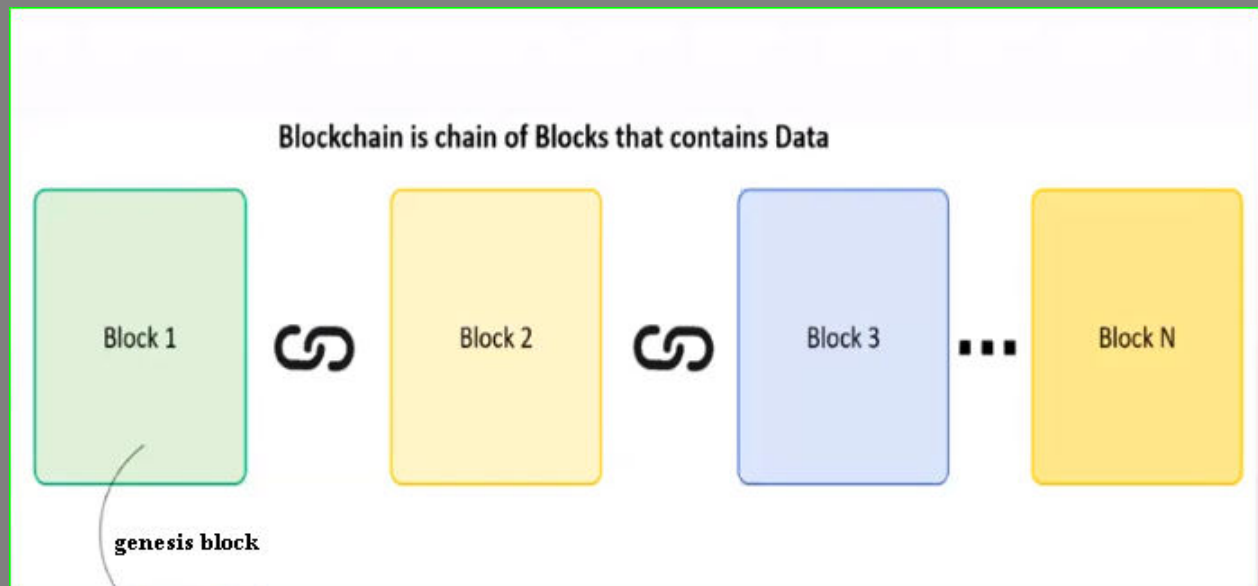 Blockchain is chain of Blocks that contains Data
Block 1
Block 2
Block 3
Block N
genesis block